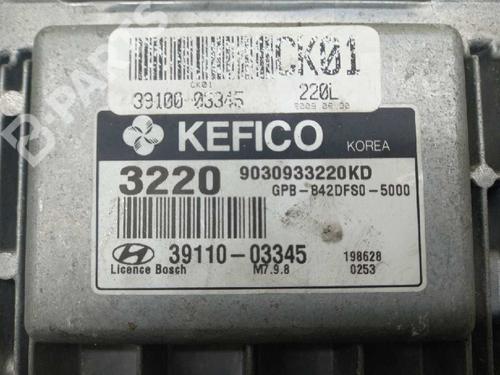 CK01
CK01
39100-03345
220L
KEFICO
KOREA
3220
9030933220KD
GPB-B42DFS0-5000
39110-03345
Licence Bosch
M7.9.8
198628
0253